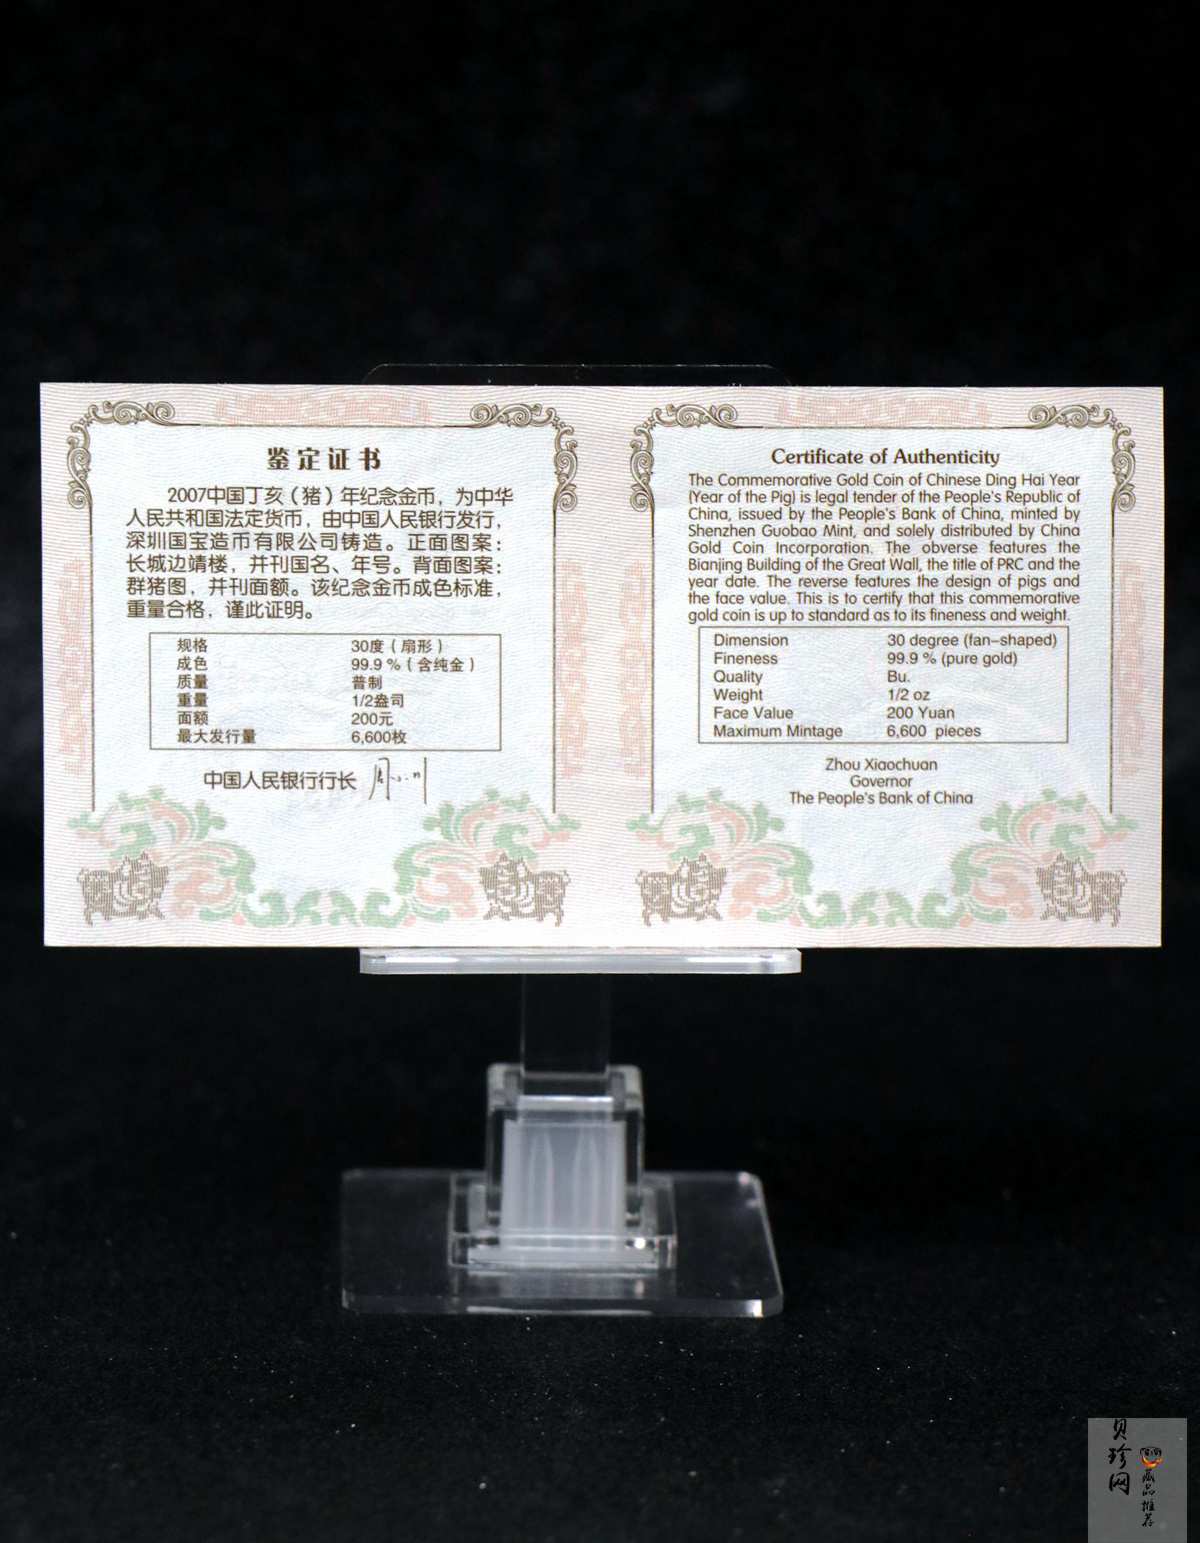 鉴定证书
2007中国丁亥（猪）年纪念金币，为中华
人民共和国法定货币，由中国人民银行发行，
深圳国宝造币有限公司铸造。正面图案：
长城边靖楼，并刊国名、年号。背面图案：
群猪图，并刊面额。该纪念金币成色标准，
重量合格，谨此证明。
规格 30度（扇形）
成色 99.9%（含纯金）
质量 普制
重量 1/2盎司
面额 200元
最大发行量 6,600枚
中国人民银行行长
Certificate of Authenticity
The Commemorative Gold Coin of Chinese Ding Hai Year
(Year of the Pig) is legal tender of the People's Republic of
China, issued by the People's Bank of China, minted by
Shenzhen Guobao Mint, and solely distributed by China
Gold Coin Incorporation. The obverse features the
Bianjing Building of the Great Wall, the title of PRC and the
year date. The reverse features the design of pigs and
the face value. This is to certify that this commemorative
gold coin is up to standard as to its fineness and weight.
Dimension 30 degree (fan-shaped)
Fineness 99.9 % (pure gold)
Quality Bu.
Weight 1/2 oz
Face Value 200 Yuan
Maximum Mintage 6,600 pieces
Zhou Xiaochuan
Governor
The People's Bank of China
贝珍网
藏品推荐